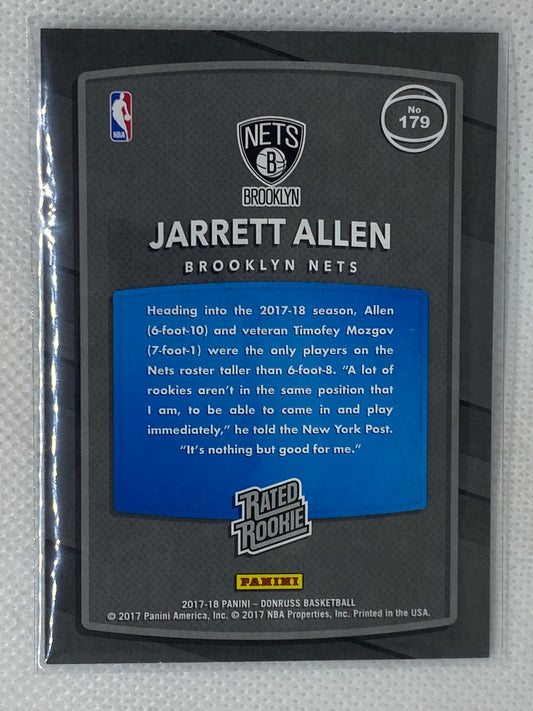 NBA
NETS
B
BROOKLYN
No
179
JARRETT ALLEN
BROOKLYN NETS
Heading into the 2017-18 season, Allen
(6-foot-10) and veteran Timofey Mozgov
(7-foot-1) were the only players on the
Nets roster taller than 6-foot-8. “A lot of
rookies aren’t in the same position that
I am, to be able to come in and play
immediately,” he told the New York Post.
“It’s nothing but good for me.”
RATED
ROOKIE
PANINI
2017-18 PANINI – DONRUSS BASKETBALL
© 2017 Panini America, Inc. © 2017 NBA Properties, Inc. Printed in the USA.